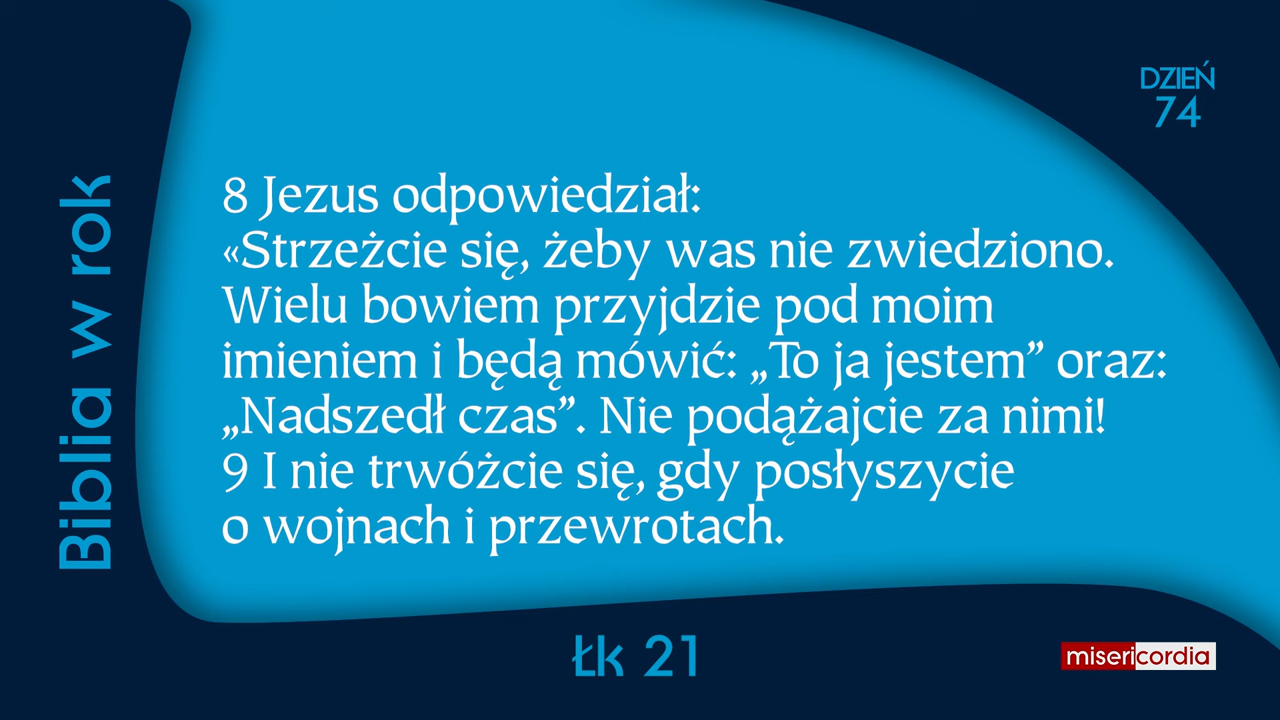 DZIEŃ
74
Biblia w rok
8 Jezus odpowiedział:
«Strzeżcie się, żeby was nie zwiedziono.
Wielu bowiem przyjdzie pod moim
imieniem i będą mówić: „To ja jestem” oraz:
„Nadszedł czas”. Nie podążajcie za nimi!
9 I nie trwóżcie się, gdy posłyszycie
o wojnach i przewrotach.
Łk 21
misericordia